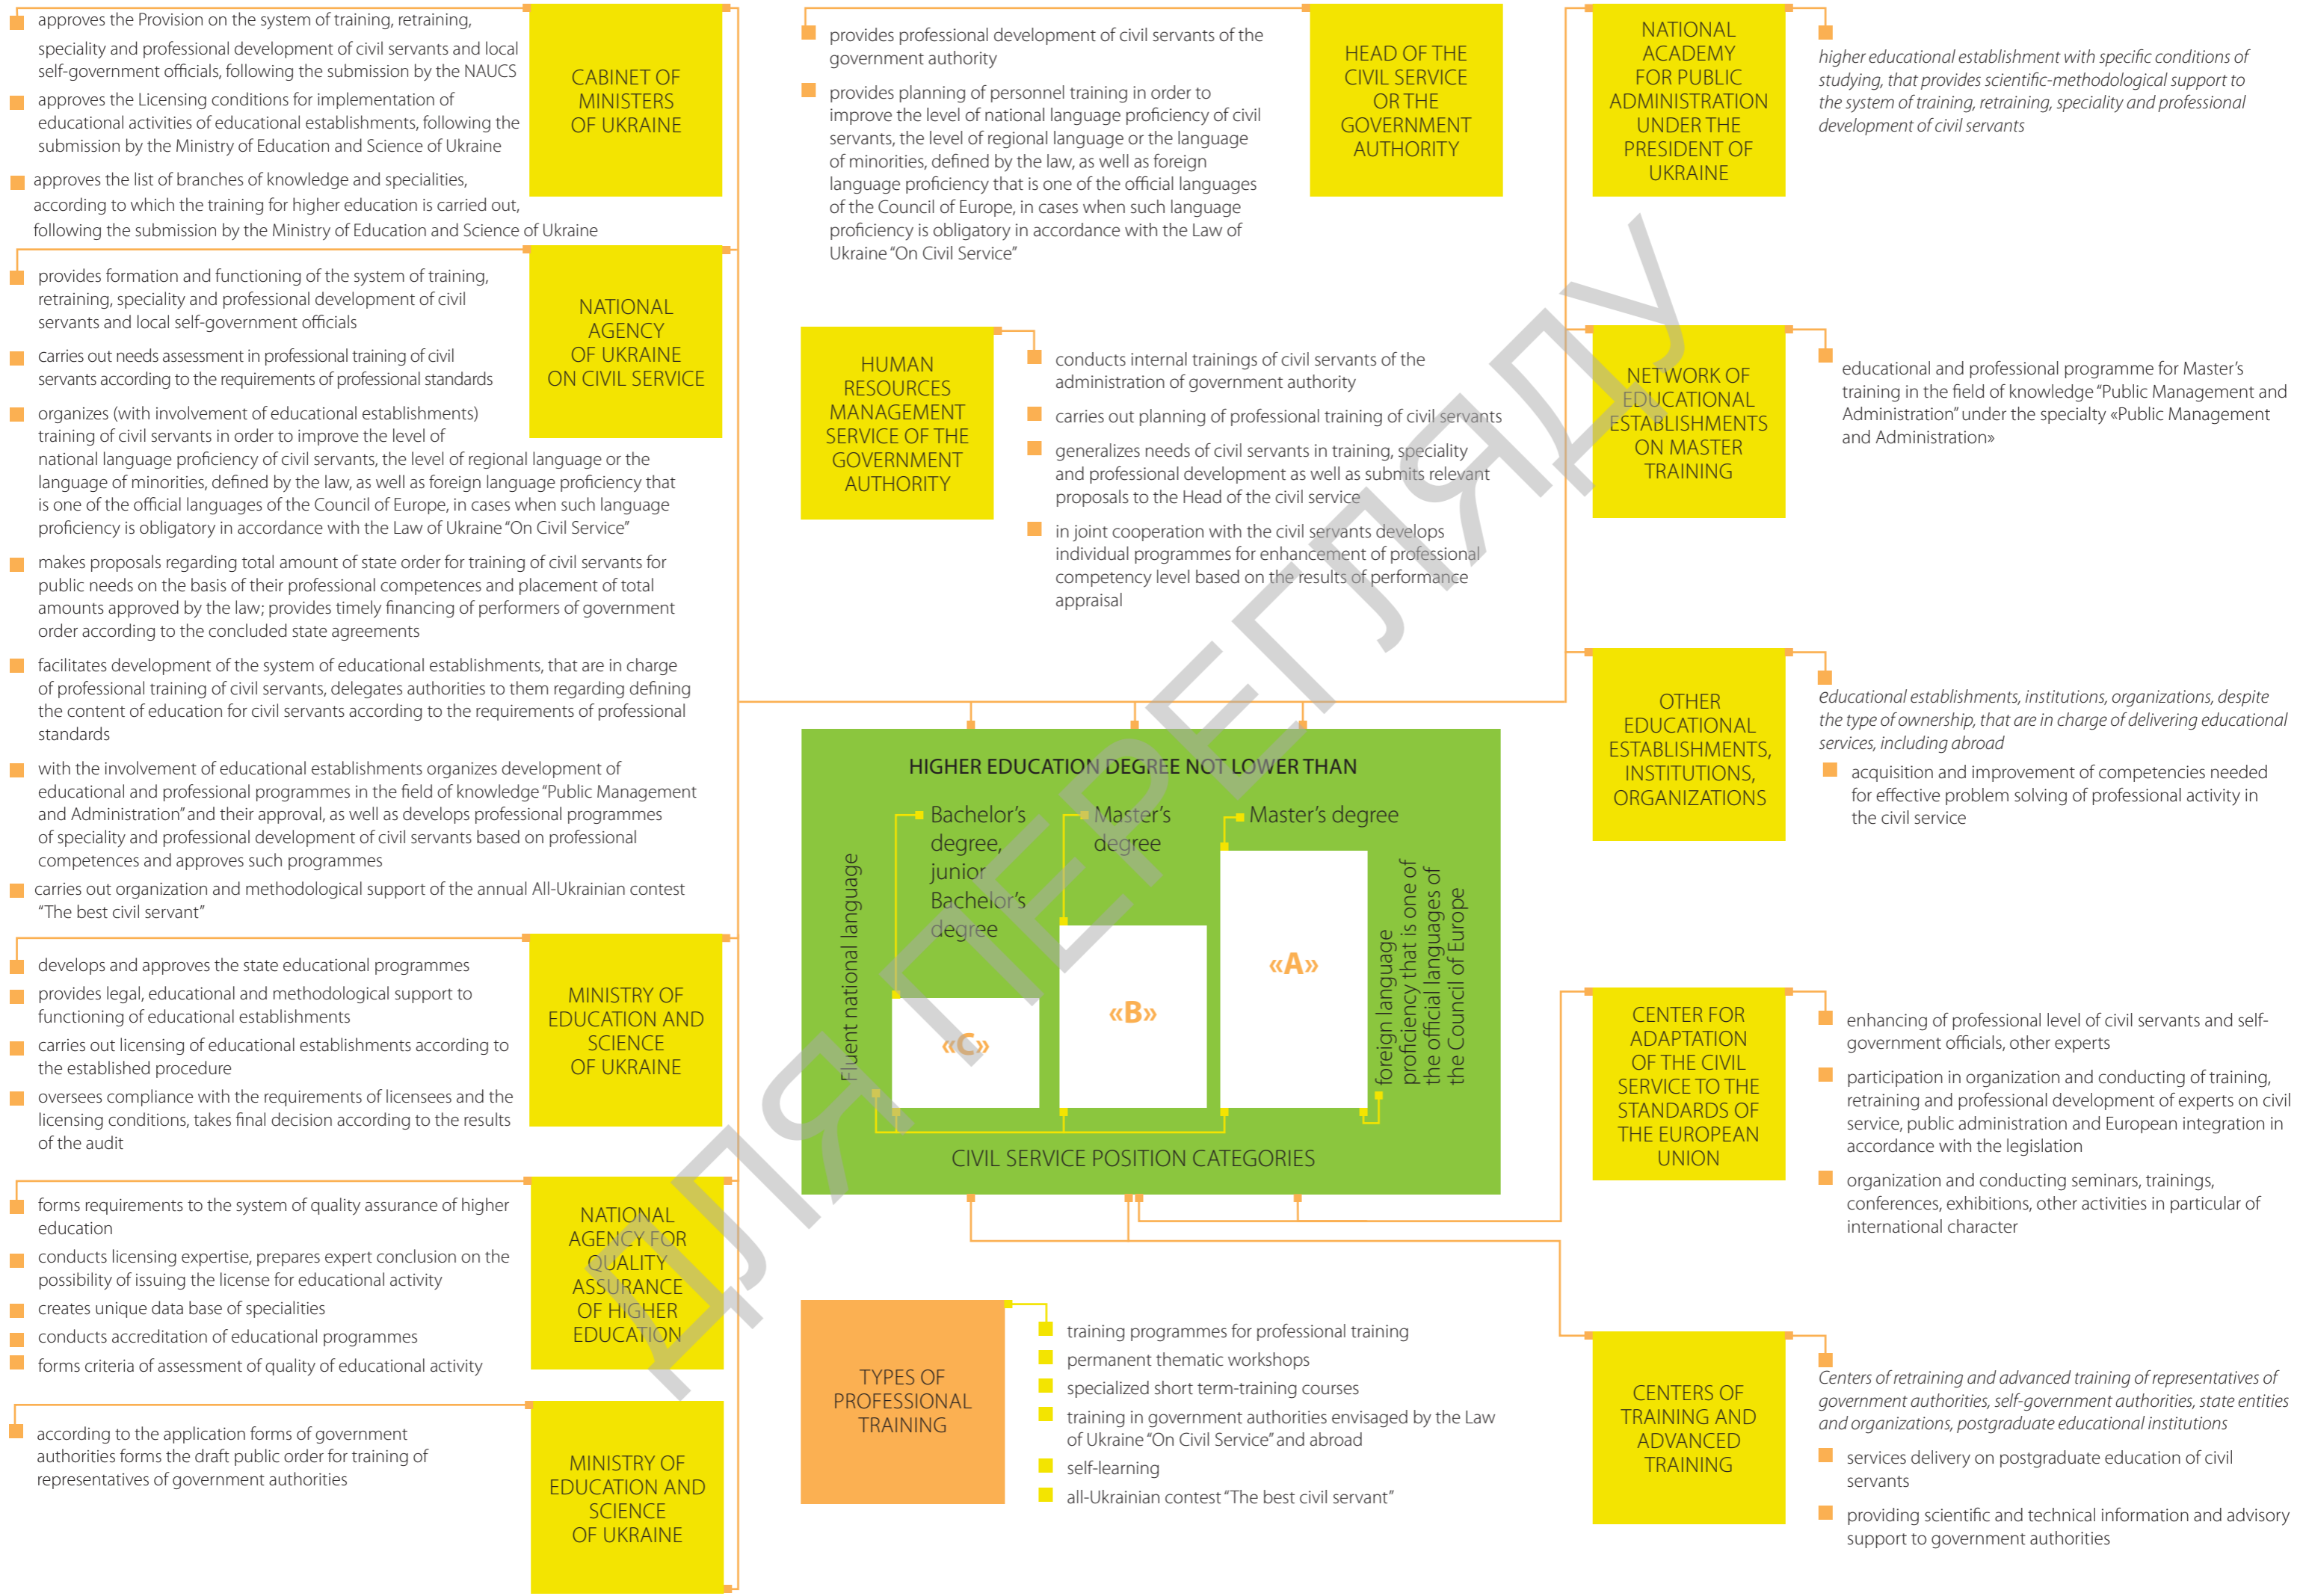 approves the Provision on the system of training, retraining,
speciality and professional development of civil servants and local
self-government officials, following the submission by the NAUCS
approves the Licensing conditions for implementation of
educational activities of educational establishments, following the
submission by the Ministry of Education and Science of Ukraine
approves the list of branches of knowledge and specialities,
according to which the training for higher education is carried out,
following the submission by the Ministry of Education and Science of Ukraine
CABINET OF
MINISTERS
OF UKRAINE
provides formation and functioning of the system of training,
retraining, speciality and professional development of civil
servants and local self-government officials
carries out needs assessment in professional training of civil
servants according to the requirements of professional standards
organizes (with involvement of educational establishments)
training of civil servants in order to improve the level of
national language proficiency of civil servants, the level of regional language or the
language of minorities, defined by the law, as well as foreign language proficiency that
is one of the official languages of the Council of Europe, in cases when such language
proficiency is obligatory in accordance with the Law of Ukraine “On Civil Service”
makes proposals regarding total amount of state order for training of civil servants for
public needs on the basis of their professional competences and placement of total
amounts approved by the law; provides timely financing of performers of government
order according to the concluded state agreements
facilitates development of the system of educational establishments, that are in charge
of professional training of civil servants, delegates authorities to them regarding defining
the content of education for civil servants according to the requirements of professional
standards
with the involvement of educational establishments organizes development of
educational and professional programmes in the field of knowledge “Public Management
and Administration” and their approval, as well as develops professional programmes
of speciality and professional development of civil servants based on professional
competences and approves such programmes
carries out organization and methodological support of the annual All-Ukrainian contest
“The best civil servant”
NATIONAL
AGENCY
OF UKRAINE
ON CIVIL SERVICE
develops and approves the state educational programmes
provides legal, educational and methodological support to
functioning of educational establishments
carries out licensing of educational establishments according to
the established procedure
oversees compliance with the requirements of licensees and the
licensing conditions, takes final decision according to the results
of the audit
MINISTRY OF
EDUCATION AND
SCIENCE
OF UKRAINE
forms requirements to the system of quality assurance of higher
education
conducts licensing expertise, prepares expert conclusion on the
possibility of issuing the license for educational activity
creates unique data base of specialities
conducts accreditation of educational programmes
forms criteria of assessment of quality of educational activity
NATIONAL
AGENCY FOR
QUALITY
ASSURANCE
OF HIGHER
EDUCATION
according to the application forms of government
authorities forms the draft public order for training of
representatives of government authorities
MINISTRY OF
EDUCATION AND
SCIENCE
OF UKRAINE
provides professional development of civil servants of the
government authority
provides planning of personnel training in order to
improve the level of national language proficiency of civil
servants, the level of regional language or the language
of minorities, defined by the law, as well as foreign
language proficiency that is one of the official languages
of the Council of Europe, in cases when such language
proficiency is obligatory in accordance with the Law of
Ukraine “On Civil Service”
HEAD OF THE
CIVIL SERVICE
OR THE
GOVERNMENT
AUTHORITY
HUMAN
RESOURCES
MANAGEMENT
SERVICE OF THE
GOVERNMENT
AUTHORITY
conducts internal trainings of civil servants of the
administration of government authority
carries out planning of professional training of civil servants
generalizes needs of civil servants in training, speciality
and professional development as well as submits relevant
proposals to the Head of the civil service
in joint cooperation with the civil servants develops
individual programmes for enhancement of professional
competency level based on the results of performance
appraisal
HIGHER EDUCATION DEGREE NOT LOWER THAN
Bachelor’s
degree,
junior
Bachelor’s
degree
Master’s
degree
Master’s degree
Fluent national language
«C»
«B»
«A»
foreign language
proficiency that is one of
the official languages of
the Council of Europe
CIVIL SERVICE POSITION CATEGORIES
TYPES OF
PROFESSIONAL
TRAINING
training programmes for professional training
permanent thematic workshops
specialized short term-training courses
training in government authorities envisaged by the Law
of Ukraine “On Civil Service” and abroad
self-learning
all-Ukrainian contest “The best civil servant”
NATIONAL
ACADEMY
FOR PUBLIC
ADMINISTRATION
UNDER THE
PRESIDENT OF
UKRAINE
higher educational establishment with specific conditions of
studying, that provides scientific-methodological support to
the system of training, retraining, speciality and professional
development of civil servants
NETWORK OF
EDUCATIONAL
ESTABLISHMENTS
ON MASTER
TRAINING
educational and professional programme for Master’s
training in the field of knowledge “Public Management and
Administration” under the specialty «Public Management
and Administration»
OTHER
EDUCATIONAL
ESTABLISHMENTS,
INSTITUTIONS,
ORGANIZATIONS
educational establishments, institutions, organizations, despite
the type of ownership, that are in charge of delivering educational
services, including abroad
acquisition and improvement of competencies needed
for effective problem solving of professional activity in
the civil service
CENTER FOR
ADAPTATION
OF THE CIVIL
SERVICE TO THE
STANDARDS OF
THE EUROPEAN
UNION
enhancing of professional level of civil servants and self-
government officials, other experts
participation in organization and conducting of training,
retraining and professional development of experts on civil
service, public administration and European integration in
accordance with the legislation
organization and conducting seminars, trainings,
conferences, exhibitions, other activities in particular of
international character
CENTERS OF
TRAINING AND
ADVANCED
TRAINING
Centers of retraining and advanced training of representatives of
government authorities, self-government authorities, state entities
and organizations, postgraduate educational institutions
services delivery on postgraduate education of civil
servants
providing scientific and technical information and advisory
support to government authorities
ДЛЯ ПЕРЕГЛЯДУ